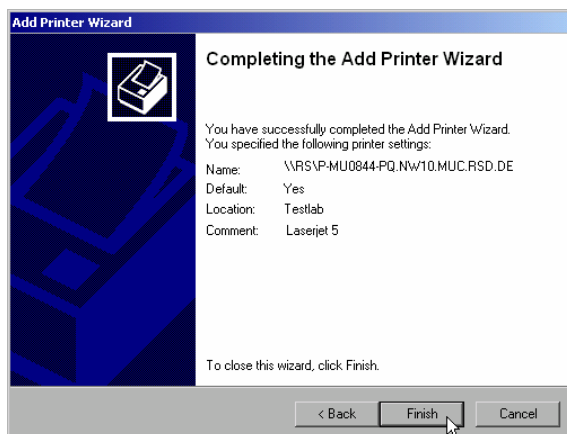 Add Printer Wizard
Completing the Add Printer Wizard
You have successfully completed the Add Printer Wizard.
You specified the following printer settings:
Name: \\RS\P-MU0844-PQ.NW10.MUC.RSD.DE
Default: Yes
Location: Testlab
Comment: Laserjet 5
To close this wizard, click Finish.
< Back Finish Cancel